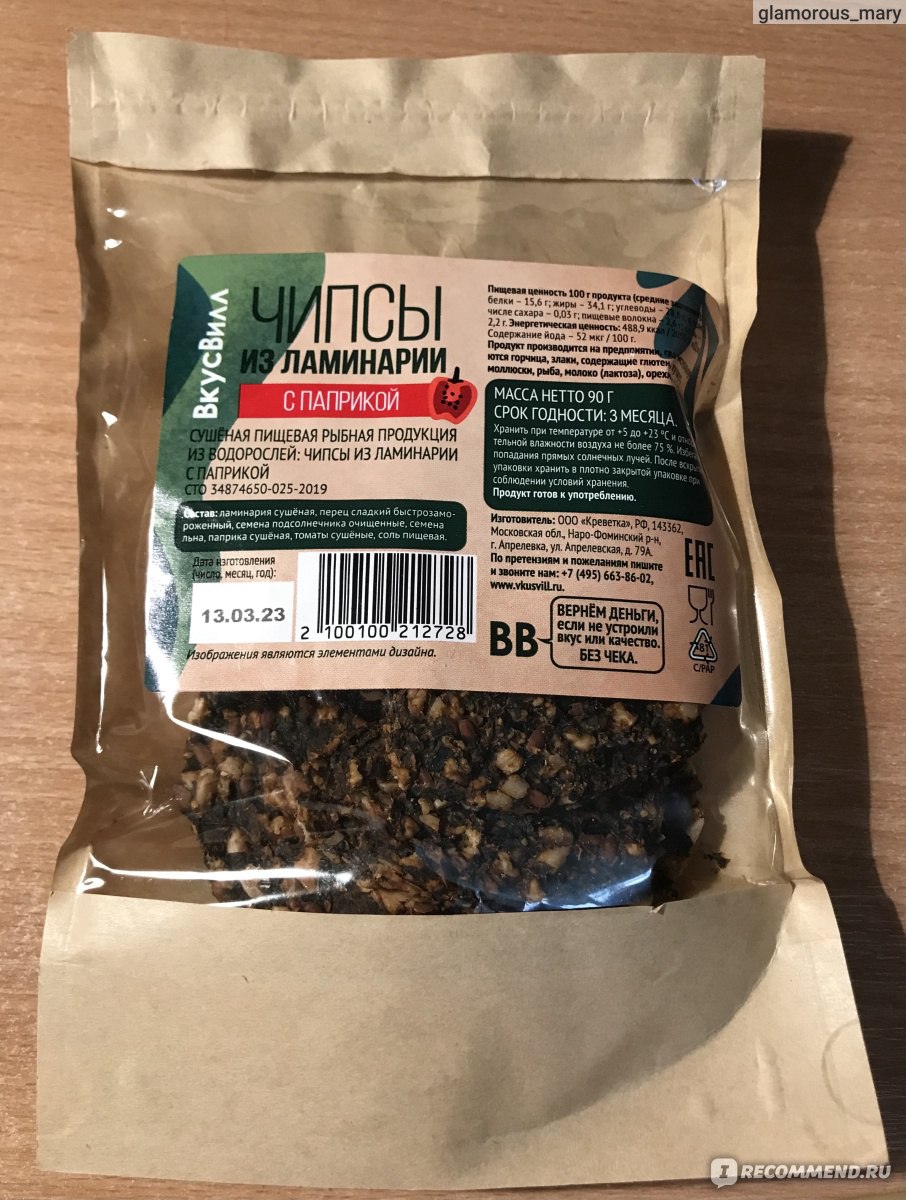 glamorous_mary
ВкусВилл
ЧИПСЫ
ИЗ ЛАМИНАРИИ
С ПАПРИКОЙ
СУШЁНАЯ ПИЩЕВАЯ РЫБНАЯ ПРОДУКЦИЯ
ИЗ ВОДОРОСЛЕЙ: ЧИПСЫ ИЗ ЛАМИНАРИИ
С ПАПРИКОЙ
СТО 34874650-025-2019
Состав: ламинария сушёная, перец сладкий быстрозамо-
роженный, семена подсолнечника очищенные, семена
льна, паприка сушёная, томаты сушёные, соль пищевая.
Дата изготовления
(число, месяц, год):
13.03.23
2 100100 212728
Изображения являются элементами дизайна.
Пищевая ценность 100 г продукта (средние
белки – 15,6 г; жиры – 34,1 г; углеводы –
числе сахара – 0,03 г; пищевые волокна –
2,2 г. Энергетическая ценность: 488,9 ккал
Содержание йода – 52 мкг / 100 г.
Продукт производится на предприятии,
ются горчица, злаки, содержащие глютен,
моллюски, рыба, молоко (лактоза), орехи
МАССА НЕТТО 90 Г
СРОК ГОДНОСТИ: 3 МЕСЯЦА.
Хранить при температуре от +5 до +23 °С и относи
тельной влажности воздуха не более 75 %. Избегать
попадания прямых солнечных лучей. После вскрытия
упаковки хранить в плотно закрытой упаковке при
соблюдении условий хранения.
Продукт готов к употреблению.
Изготовитель: ООО «Креветка», РФ, 143362,
Московская обл., Наро-Фоминский р-н,
г. Апрелевка, ул. Апрелевская, д. 79А.
По претензиям и пожеланиям пишите
и звоните нам: +7 (495) 663-86-02,
www.vkusvill.ru.
EAC
ВВ
ВЕРНЁМ ДЕНЬГИ,
если не устроили
вкус или качество.
БЕЗ ЧЕКА.
81
C/PAP
IRECOMMEND.RU